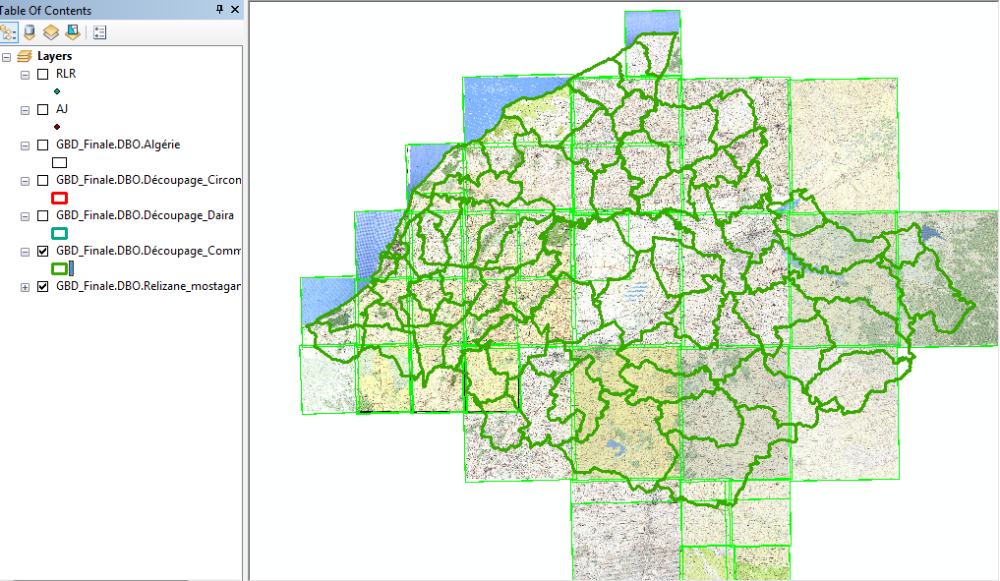 Table Of Contents
Layers
RLR
AJ
GBD_Finale.DBO.Algérie
GBD_Finale.DBO.Découpage_Circon
GBD_Finale.DBO.Découpage_Daira
GBD_Finale.DBO.Découpage_Comm
GBD_Finale.DBO.Relizane_mostagar